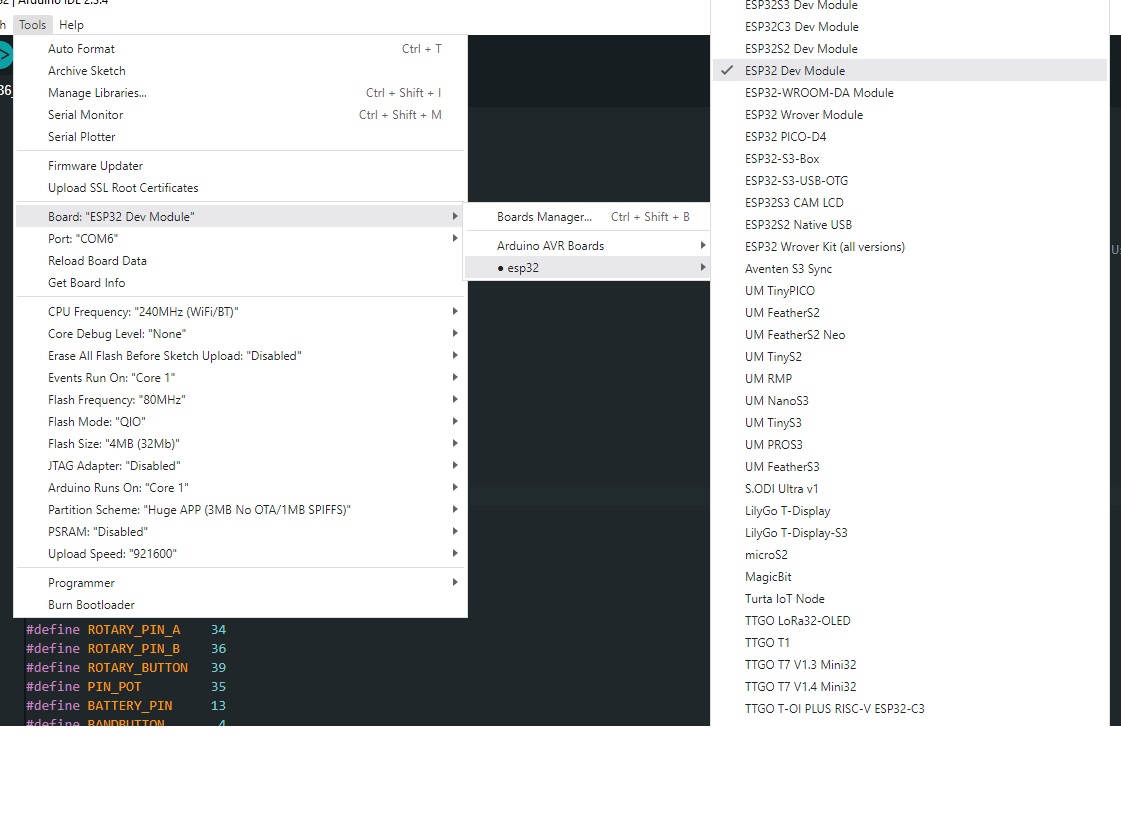 Tools Help
Auto Format Ctrl + T
Archive Sketch
Manage Libraries... Ctrl + Shift + I
Serial Monitor Ctrl + Shift + M
Serial Plotter
Firmware Updater
Upload SSL Root Certificates
Board: "ESP32 Dev Module"
Port: "COM6"
Reload Board Data
Get Board Info
CPU Frequency: "240MHz (WiFi/BT)"
Core Debug Level: "None"
Erase All Flash Before Sketch Upload: "Disabled"
Events Run On: "Core 1"
Flash Frequency: "80MHz"
Flash Mode: "QIO"
Flash Size: "4MB (32Mb)"
JTAG Adapter: "Disabled"
Arduino Runs On: "Core 1"
Partition Scheme: "Huge APP (3MB No OTA/1MB SPIFFS)"
PSRAM: "Disabled"
Upload Speed: "921600"
Programmer
Burn Bootloader
#define ROTARY_PIN_A 34
#define ROTARY_PIN_B 36
#define ROTARY_BUTTON 39
#define PIN_POT 35
#define BATTERY_PIN 13
#define BANDBUTTON 4
Boards Manager... Ctrl + Shift + B
Arduino AVR Boards
● esp32
ESP32S3 Dev Module
ESP32C3 Dev Module
ESP32S2 Dev Module
✓ ESP32 Dev Module
ESP32-WROOM-DA Module
ESP32 Wrover Module
ESP32 PICO-D4
ESP32-S3-Box
ESP32-S3-USB-OTG
ESP32S3 CAM LCD
ESP32S2 Native USB
ESP32 Wrover Kit (all versions)
Aventen S3 Sync
UM TinyPICO
UM FeatherS2
UM FeatherS2 Neo
UM TinyS2
UM RMP
UM NanoS3
UM TinyS3
UM PROS3
UM FeatherS3
S.ODI Ultra v1
LilyGo T-Display
LilyGo T-Display-S3
microS2
MagicBit
Turta IoT Node
TTGO LoRa32-OLED
TTGO T1
TTGO T7 V1.3 Mini32
TTGO T7 V1.4 Mini32
TTGO T-OI PLUS RISC-V ESP32-C3